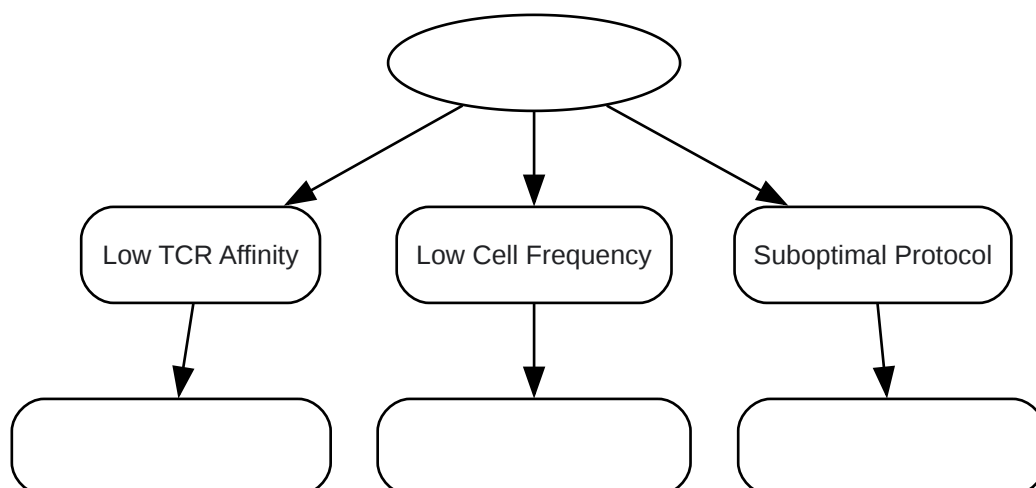 Low TCR Affinity
Low Cell Frequency
Suboptimal Protocol